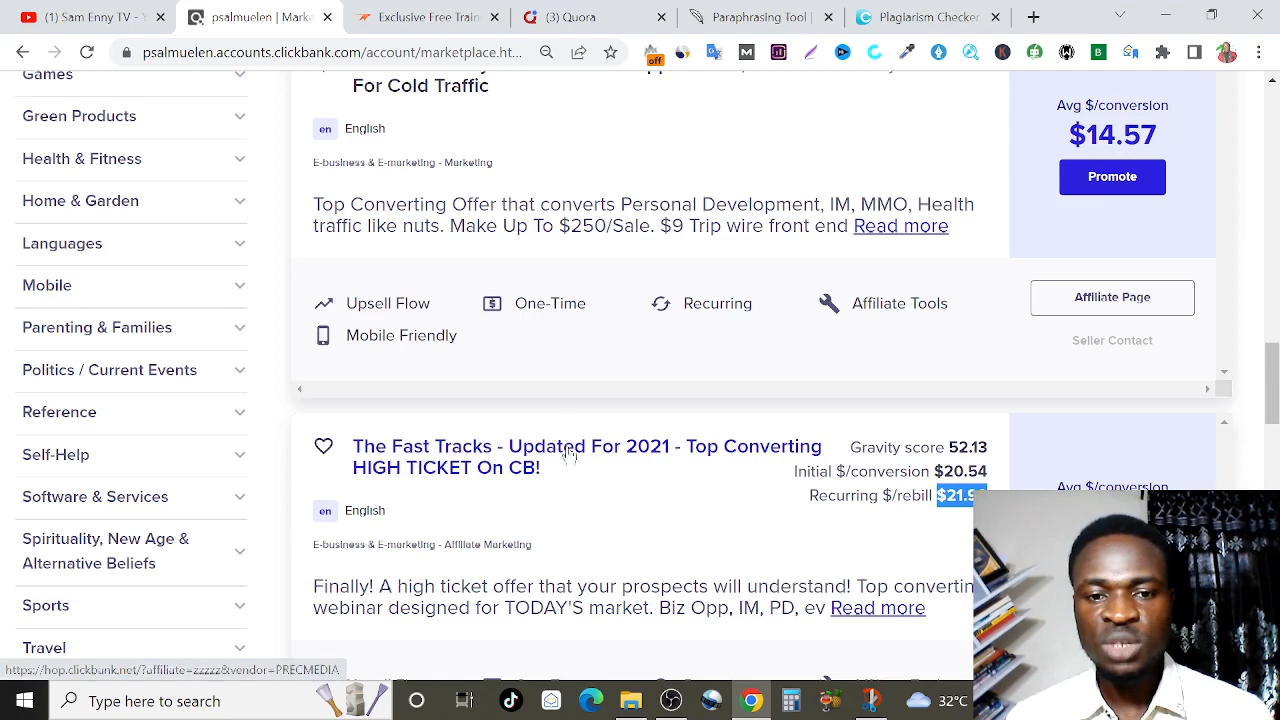 (1) Sam Enny TV - Y
psalmuelen | Marke
Exclusive Free Train
(3) Quora
Paraphrasing Tool |
Plagiarism Checker
psalmuelen.accounts.clickbank.com/account/marketplace.ht...
off
Games
Green Products
Health & Fitness
Home & Garden
Languages
Mobile
Parenting & Families
Politics / Current Events
Reference
Self-Help
Software & Services
Spirituality, New Age &
Alternative Beliefs
Sports
Travel
For Cold Traffic
en English
E-business & E-marketing - Marketing
Top Converting Offer that converts Personal Development, IM, MMO, Health
traffic like nuts. Make Up To $250/Sale. $9 Trip wire front end Read more
Avg $/conversion
$14.57
Promote
Upsell Flow
One-Time
Recurring
Affiliate Tools
Mobile Friendly
Affiliate Page
Seller Contact
The Fast Tracks - Updated For 2021 - Top Converting
HIGH TICKET On CB!
Gravity score 52.13
Initial $/conversion $20.54
Recurring $/rebill $21.9
Avg $/conversion
en English
E-business & E-marketing - Affiliate Marketing
Finally! A high ticket offer that your prospects will understand! Top convertin
webinar designed for TODAY'S market. Biz Opp, IM, PD, ev Read more
https://hop.clickbank.net/?affiliate=zzzzz&vendor=PRECMEDIA
Type here to search
32°C